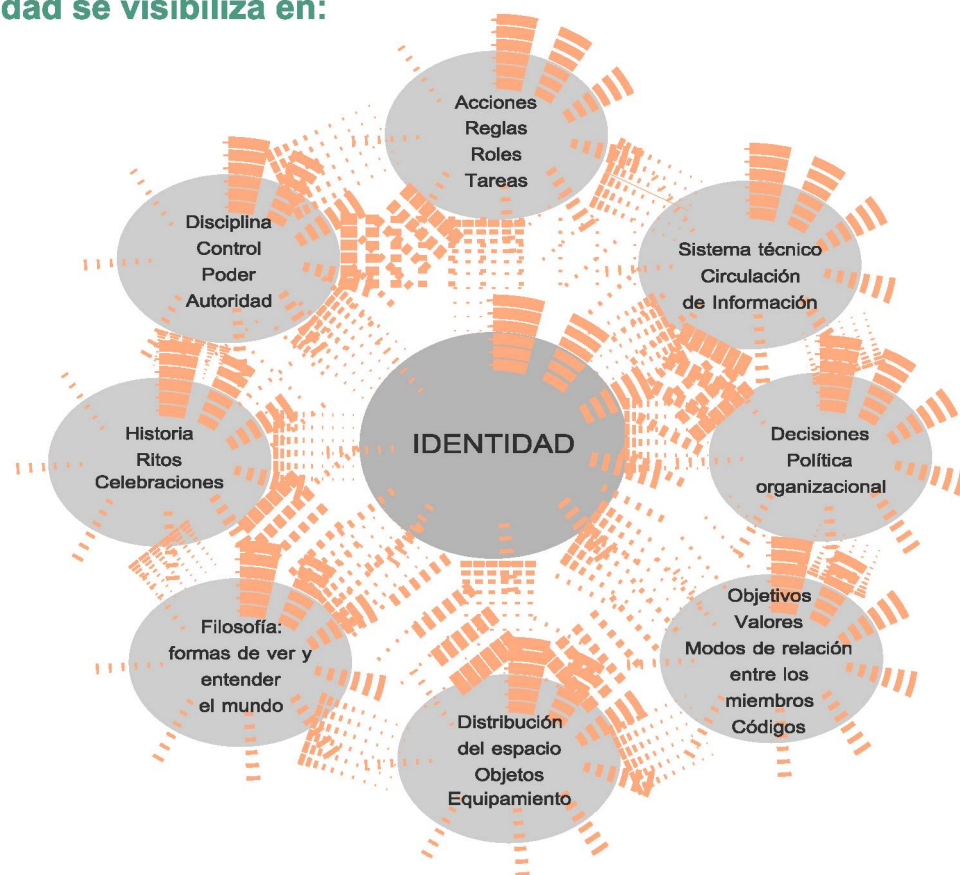 dad se visibiliza en:
Acciones
Reglas
Roles
Tareas
Sistema técnico
Circulación
de Información
Decisiones
Política
organizacional
Objetivos
Valores
Modos de relación
entre los
miembros
Códigos
Distribución
del espacio
Objetos
Equipamiento
Filosofía:
formas de ver y
entender
el mundo
Historia
Ritos
Celebraciones
Disciplina
Control
Poder
Autoridad
IDENTIDAD